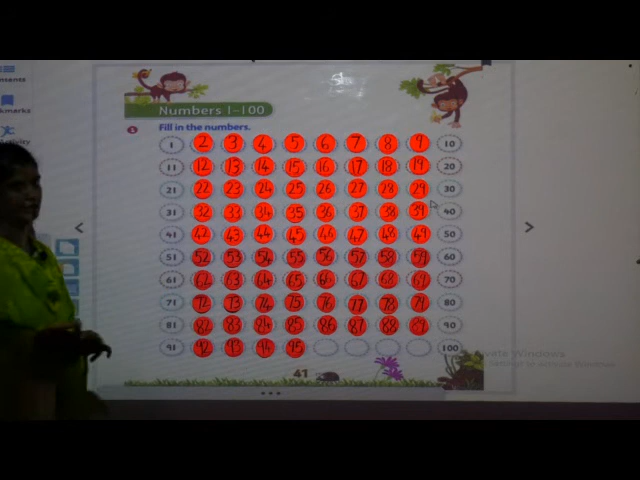 Numbers 1-100
Fill in the numbers.
1 2 3 4 5 6 7 8 9 10
11 12 13 14 15 16 17 18 19 20
21 22 23 24 25 26 27 28 29 30
31 32 33 34 35 36 37 38 39 40
41 42 43 44 45 46 47 48 49 50
51 52 53 54 55 56 57 58 59 60
61 62 63 64 65 66 67 68 69 70
71 72 73 74 75 76 77 78 79 80
81 82 83 84 85 86 87 88 89 90
91 92 93 94 95 100
41